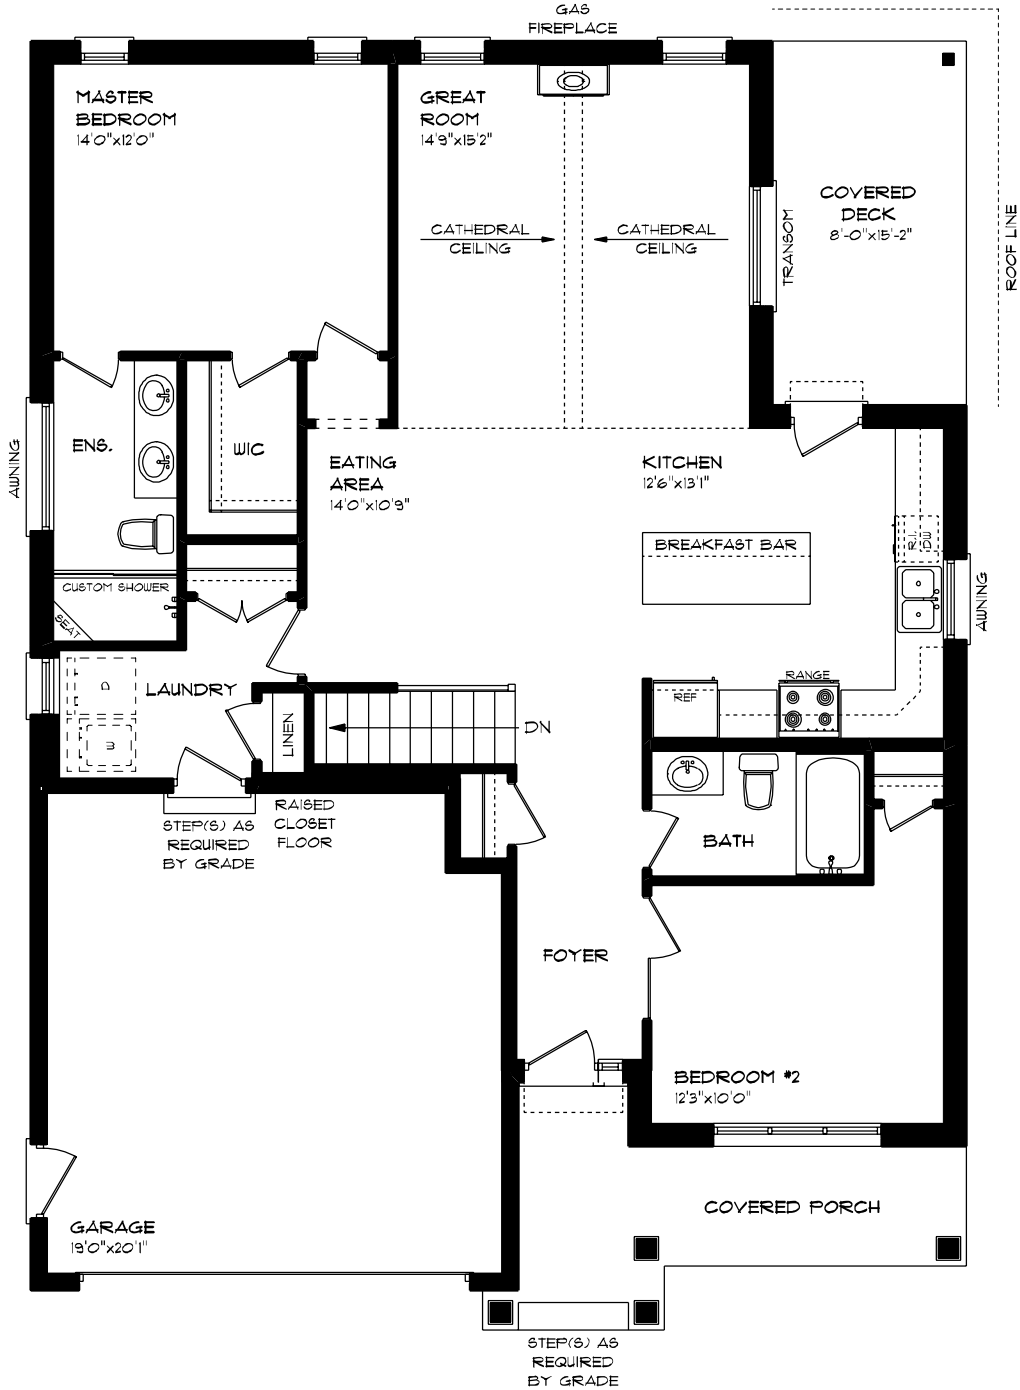 GAS
FIREPLACE
MASTER
BEDROOM
14'0"x12'0"
GREAT
ROOM
14'9"x15'2"
COVERED
DECK
8'-0"x15'-2"
ROOF LINE
TRANSOM
CATHEDRAL
CEILING
CATHEDRAL
CEILING
AWNING
ENS.
WIC
EATING
AREA
14'0"x10'9"
KITCHEN
12'6"x13'1"
BREAKFAST BAR
R.I.
DW
AWNING
CUSTOM SHOWER
SEAT
D
LAUNDRY
W
LINEN
DN
REF
RANGE
RAISED
CLOSET
FLOOR
STEP(S) AS
REQUIRED
BY GRADE
BATH
FOYER
BEDROOM #2
12'3"x10'0"
GARAGE
19'0"x20'1"
COVERED PORCH
STEP(S) AS
REQUIRED
BY GRADE